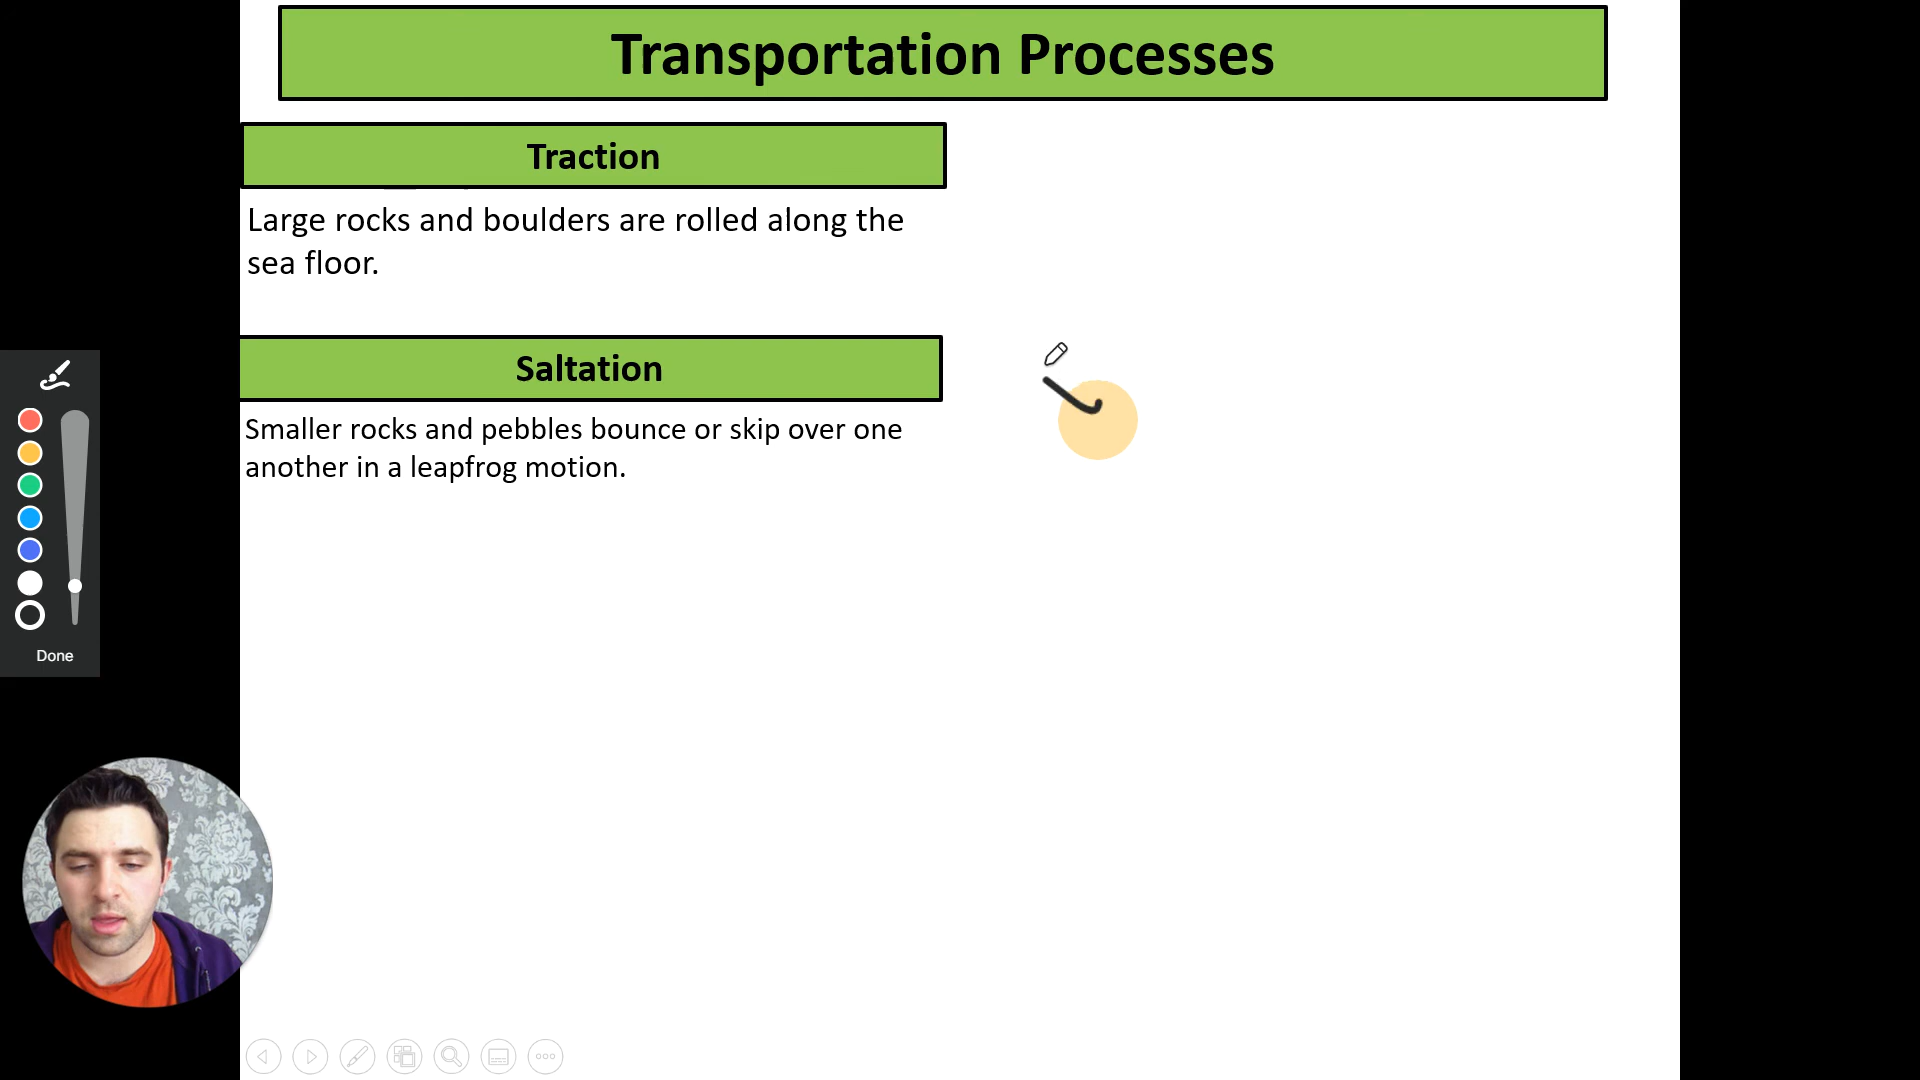 Transportation Processes
Traction
Large rocks and boulders are rolled along the
sea floor.
Saltation
Smaller rocks and pebbles bounce or skip over one
another in a leapfrog motion.
Done